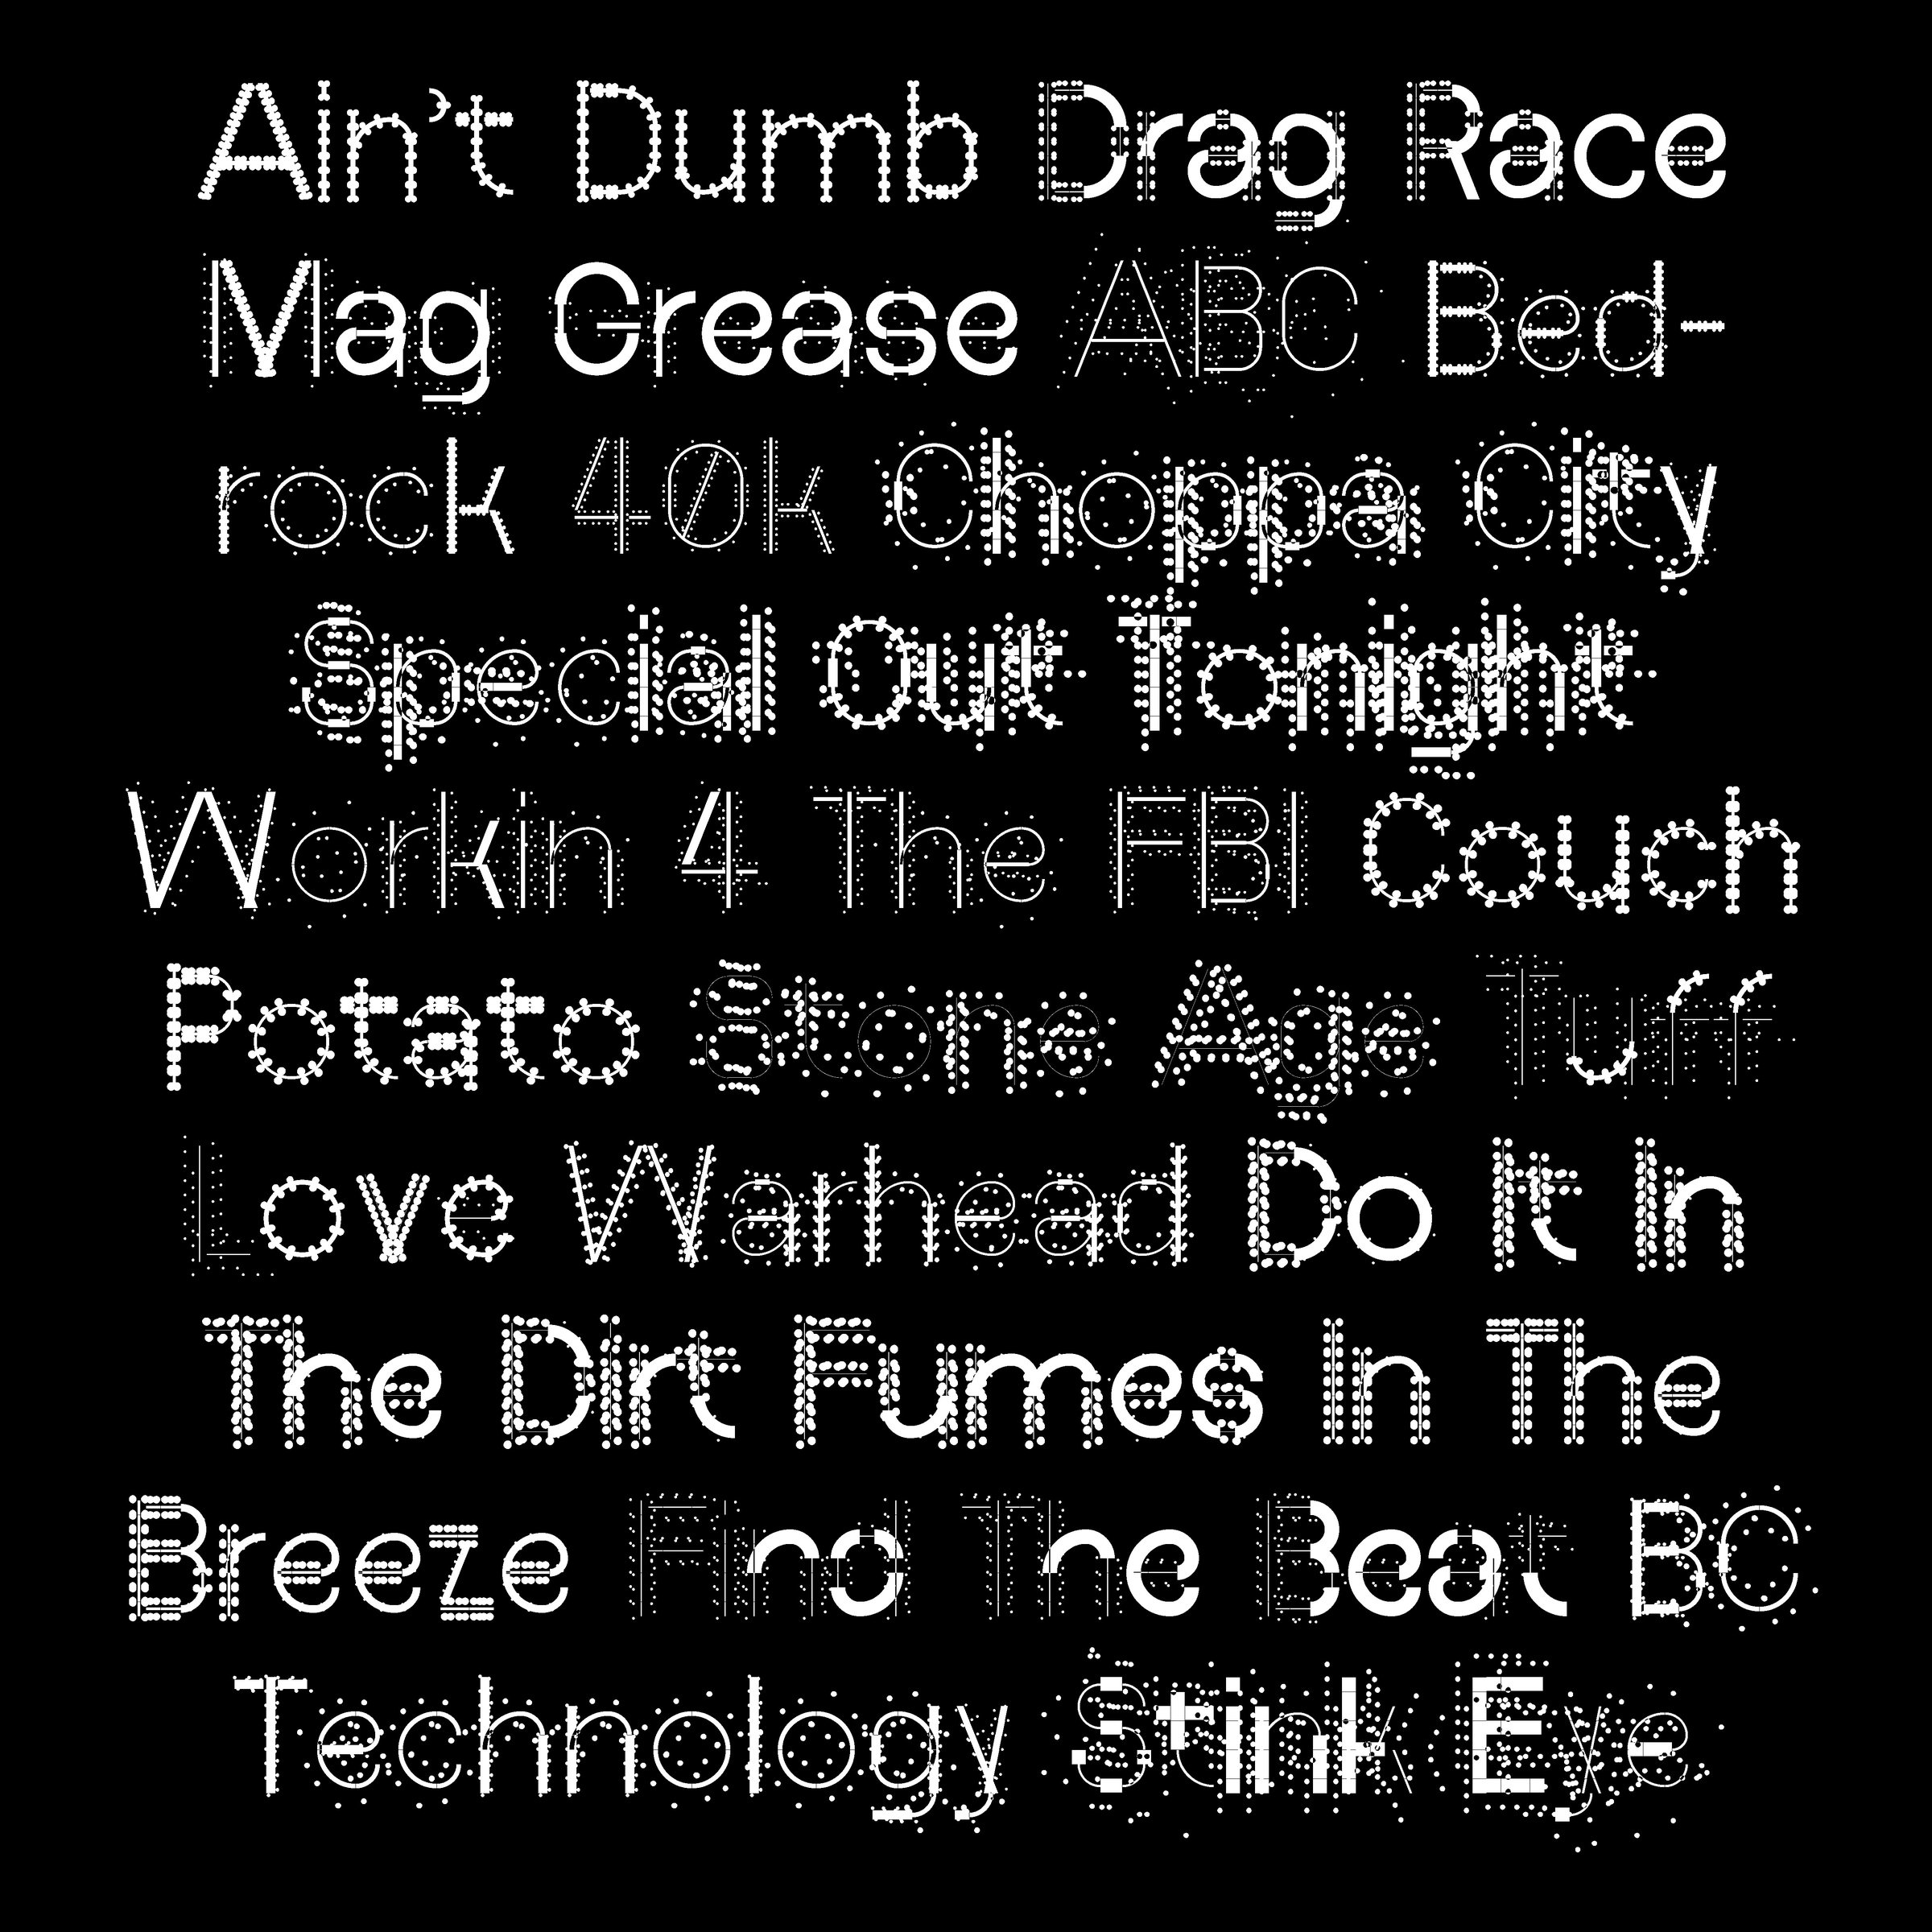 Ain't Dumb Drag Race
Mag Grease ABC Bed-
rock 40k Choppa City
Special Out Tonight
Workin 4 The FBI Couch
Potato Stone Age Tuff
Love Warhead Do It In
The Dirt Fumes In The
Breeze Find The Beat BC
Technology Stink Eye